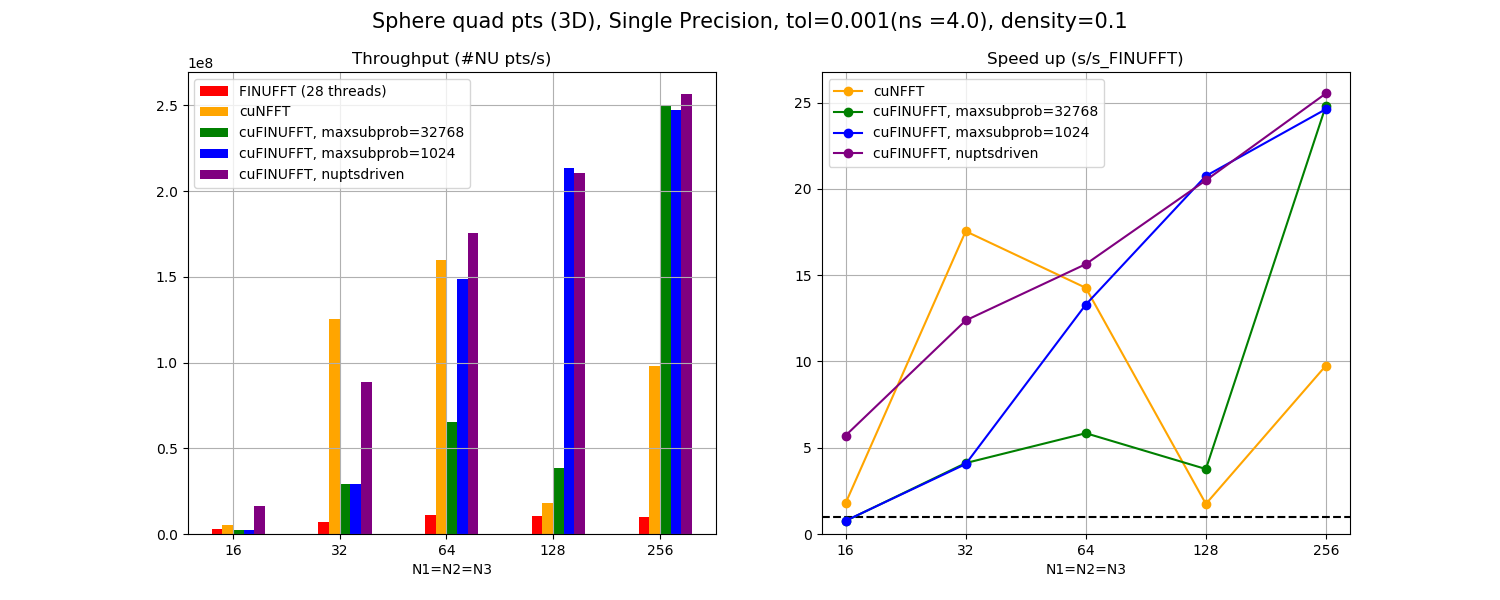 Sphere quad pts (3D), Single Precision, tol=0.001(ns =4.0), density=0.1
Throughput (#NU pts/s)
1e8
FINUFFT (28 threads)
cuNFFT
cuFINUFFT, maxsubprob=32768
cuFINUFFT, maxsubprob=1024
cuFINUFFT, nuptsdriven
2.5
2.0
1.5
1.0
0.5
0.0
16 32 64 128 256
N1=N2=N3
Speed up (s/s_FINUFFT)
cuNFFT
cuFINUFFT, maxsubprob=32768
cuFINUFFT, maxsubprob=1024
cuFINUFFT, nuptsdriven
25
20
15
10
5
0
16 32 64 128 256
N1=N2=N3